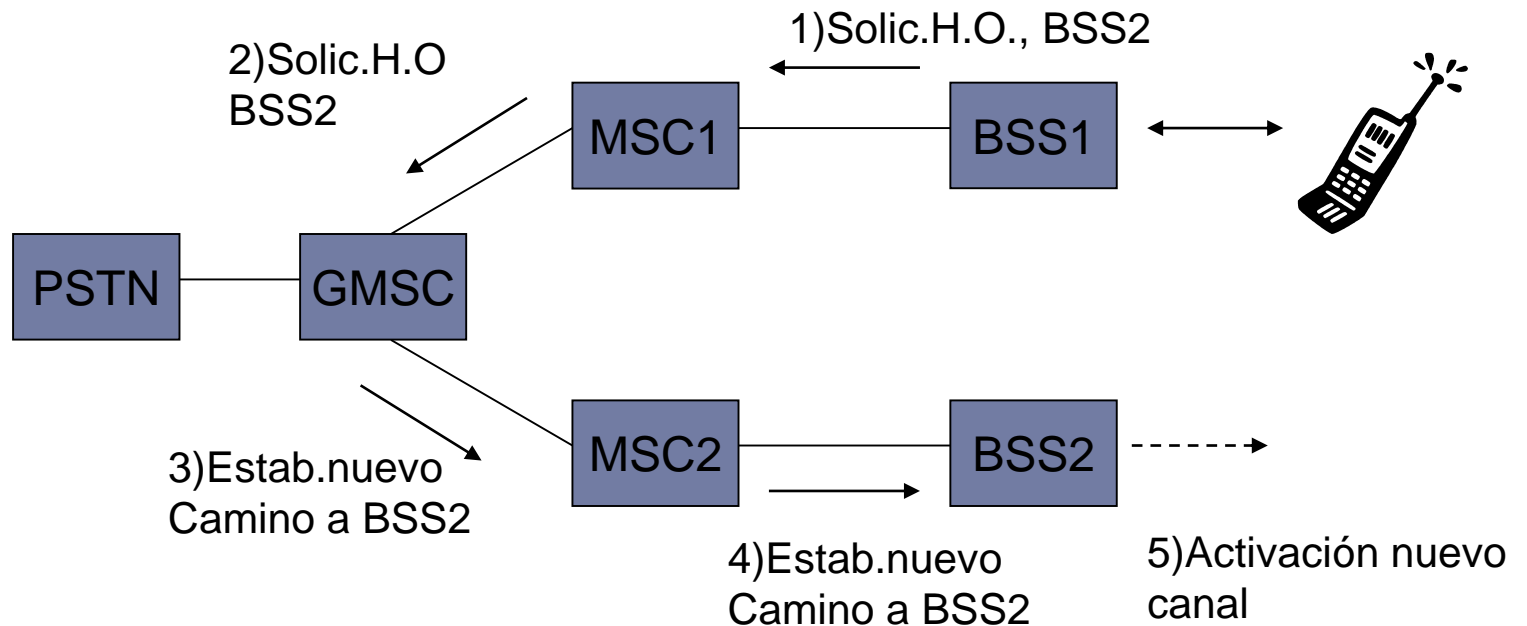 1)Solic.H.O., BSS2
2)Solic.H.O
BSS2
MSC1
BSS1
PSTN
GMSC
MSC2
BSS2
3)Estab.nuevo
Camino a BSS2
4)Estab.nuevo
Camino a BSS2
5)Activación nuevo
canal